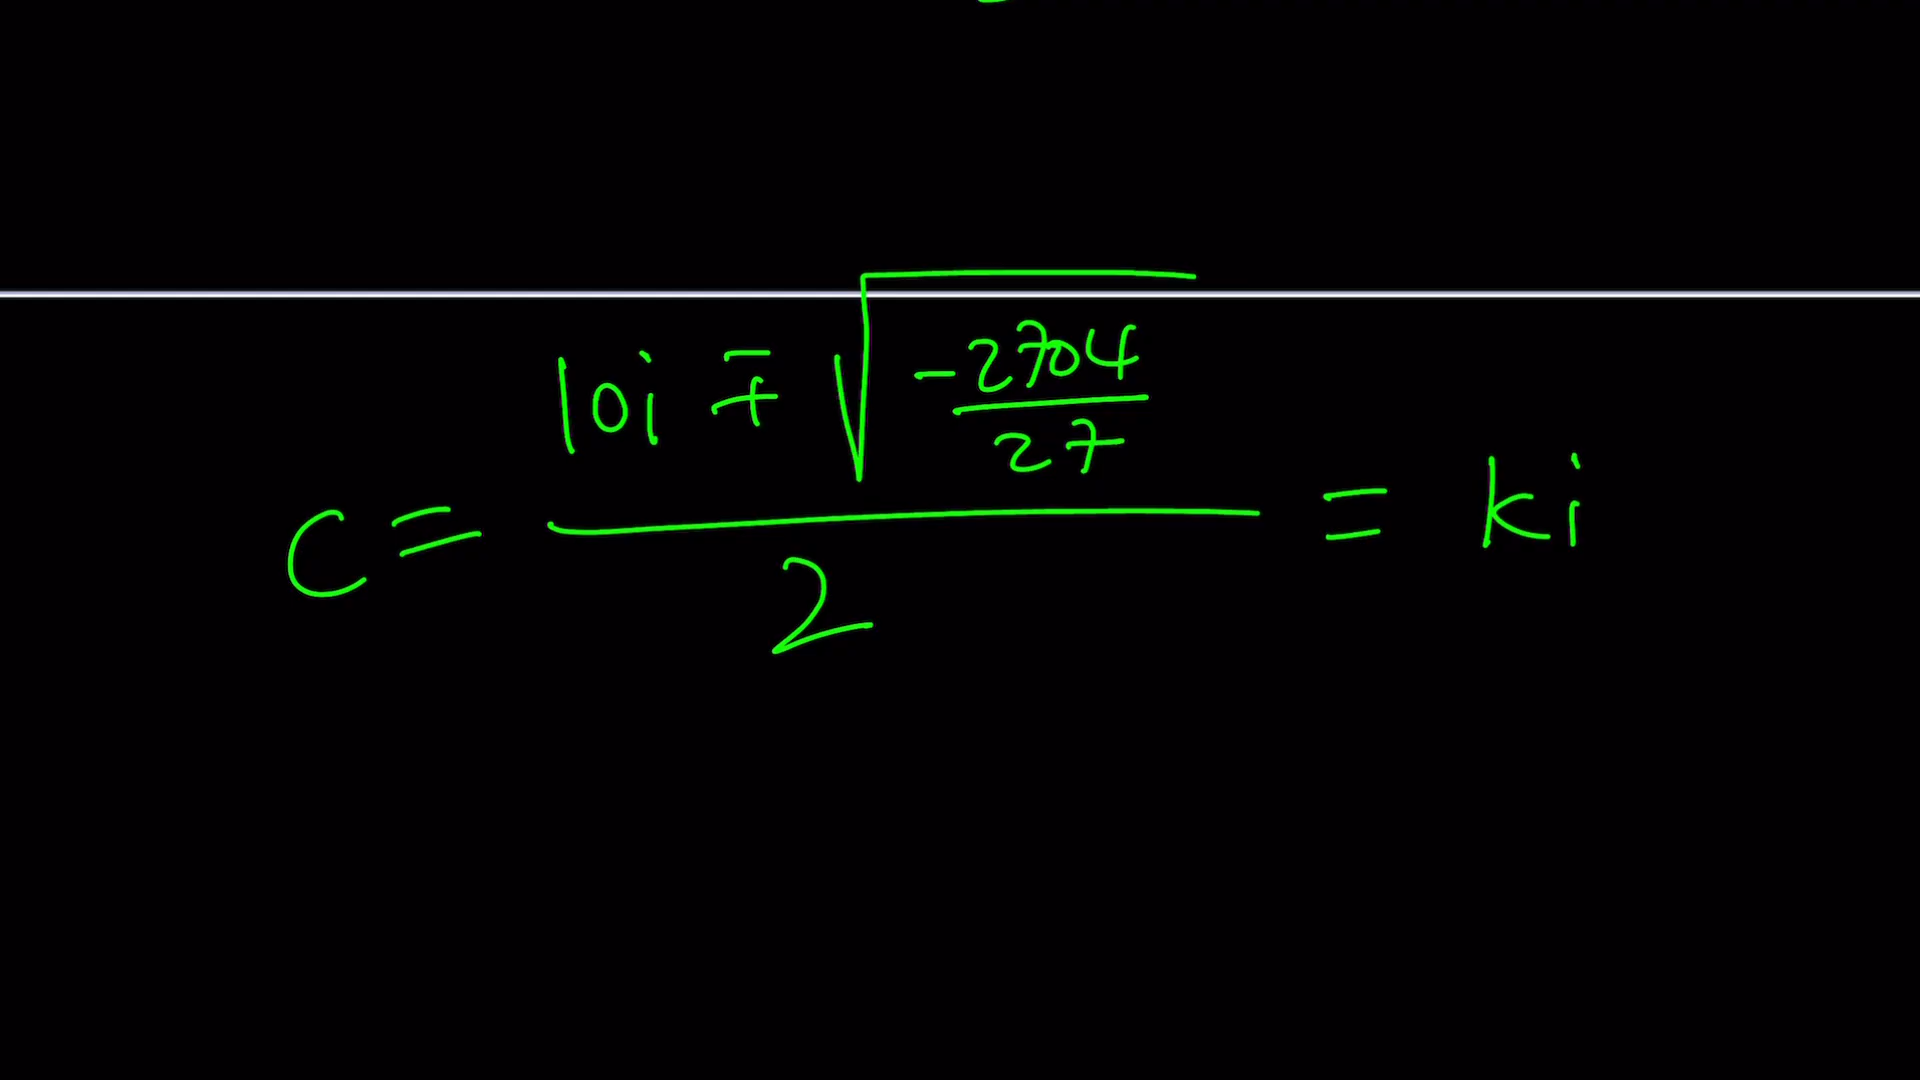 c = (10i ∓ √(-2704/27)) / 2 = ki